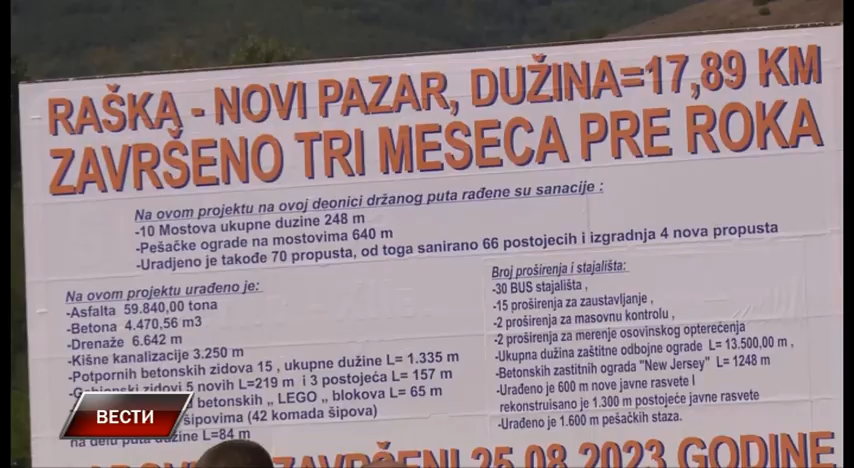 RAŠKA - NOVI PAZAR, DUŽINA=17,89 KM
ZAVRŠENO TRI MESECA PRE ROKA
Na ovom projektu na ovoj deonici držanog puta rađene su sanacije :
-10 Mostova ukupne duzine 248 m
-Pešačke ograde na mostovima 640 m
-Uradjeno je takođe 70 propusta, od toga sanirano 66 postojecih i izgradnja 4 nova propusta
Na ovom projektu urađeno je:
-Asfalta 59.840,00 tona
-Betona 4.470,56 m3
-Drenaže 6.642 m
-Kišne kanalizacije 3.250 m
-Potpornih betonskih zidova 15 , ukupne dužine L= 1.335 m
zidovi 5 novih L=219 m i 3 postojeća L= 157 m
betonskih „ LEGO „ blokova L= 65 m
šipovima (42 komada šipova)
na delu puta dužine L=84 m
Broj proširenja i stajališta:
-30 BUS stajališta ,
-15 proširenja za zaustavljanje ,
-2 proširenja za masovnu kontrolu ,
-2 proširenja za merenje osovinskog opterećenja
-Ukupna dužina zaštitne odbojne ograde L= 13.500,00 m ,
-Betonskih zastitnih ograda "New Jersey" L= 1248 m
-Urađeno je 600 m nove javne rasvete I
rekonstruisano je 1.300 m postojeće javne rasvete
-Urađeno je 1.600 m pešačkih staza.
ZAVRŠENI 25.08.2023 GODINE
ВЕСТИ